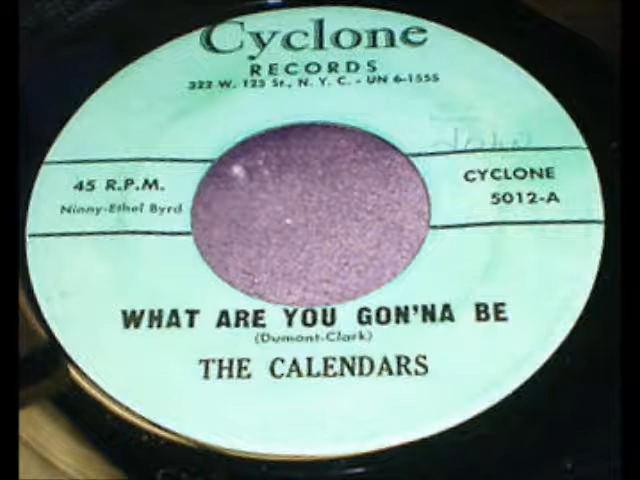 Cyclone
RECORDS
322 W. 125 St., N. Y. C. - UN 6-1555
45 R.P.M.
Ninny-Ethel Byrd
CYCLONE
5012-A
WHAT ARE YOU GON'NA BE
(Dumont-Clark)
THE CALENDARS